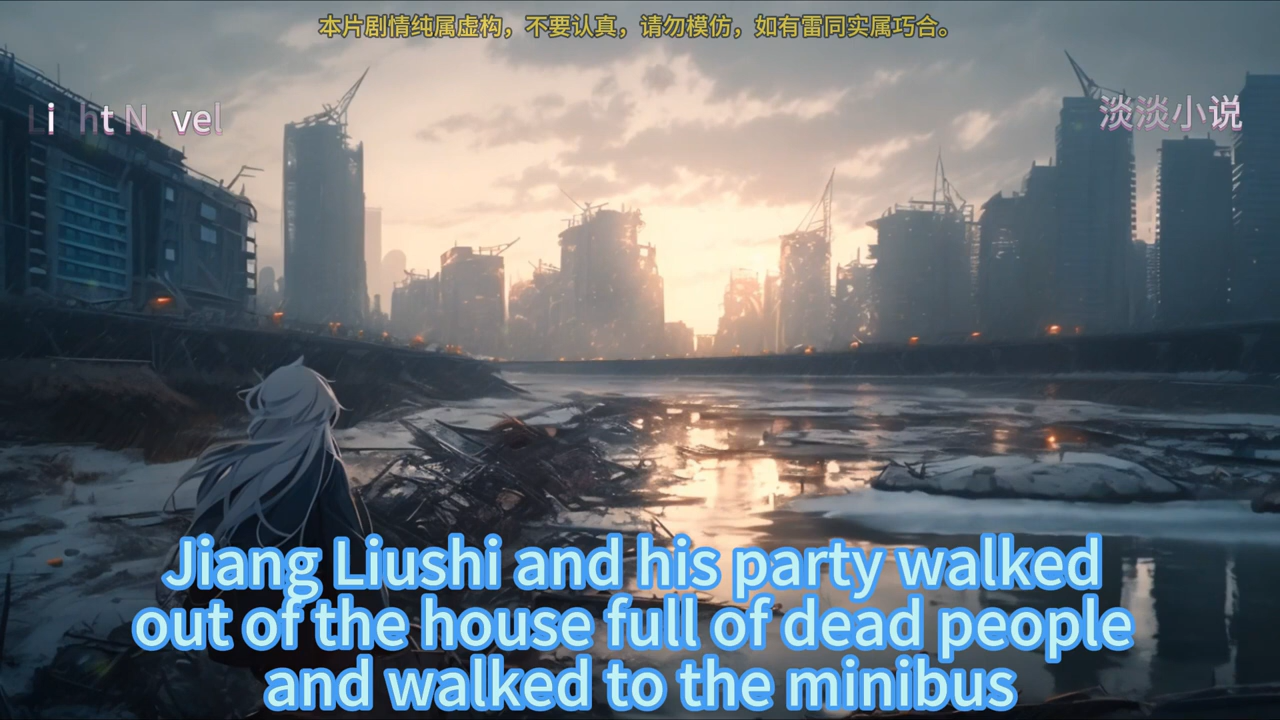 本片剧情纯属虚构，不要认真，请勿模仿，如有雷同实属巧合。
Light Novel
淡淡小说
Jiang Liushi and his party walked
out of the house full of dead people
and walked to the minibus